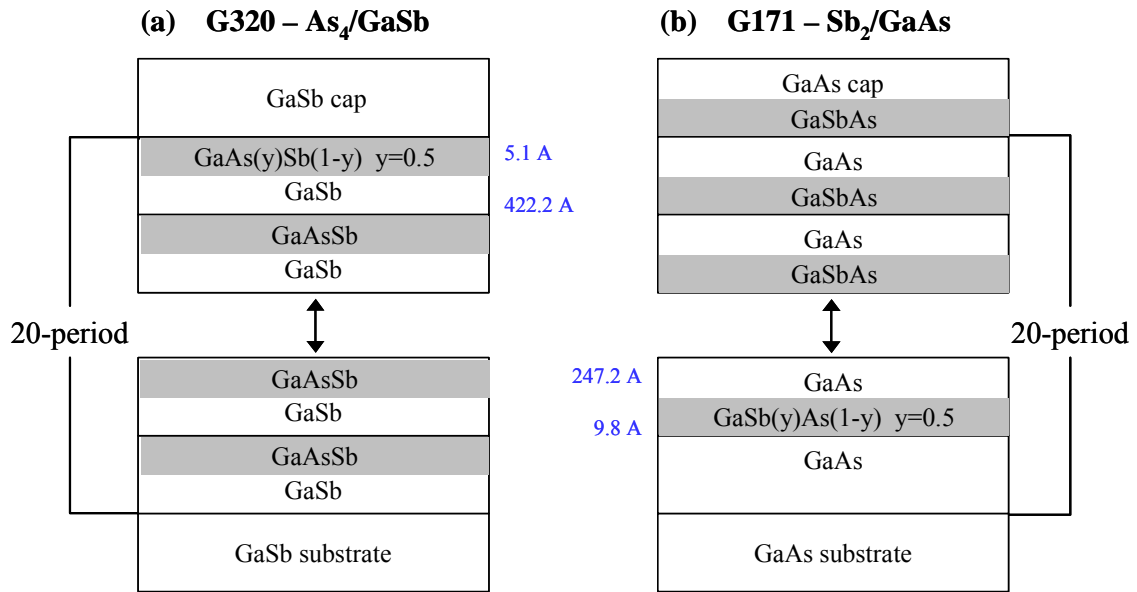 (a) G320 – As₄/GaSb
GaSb cap
GaAs(y)Sb(1-y) y=0.5
5.1 A
GaSb
422.2 A
GaAsSb
GaSb
20-period
GaAsSb
GaSb
GaAsSb
GaSb
GaSb substrate
(b) G171 – Sb₂/GaAs
GaAs cap
GaSbAs
GaAs
GaSbAs
GaAs
GaSbAs
20-period
247.2 A
GaAs
9.8 A
GaSb(y)As(1-y) y=0.5
GaAs
GaAs substrate